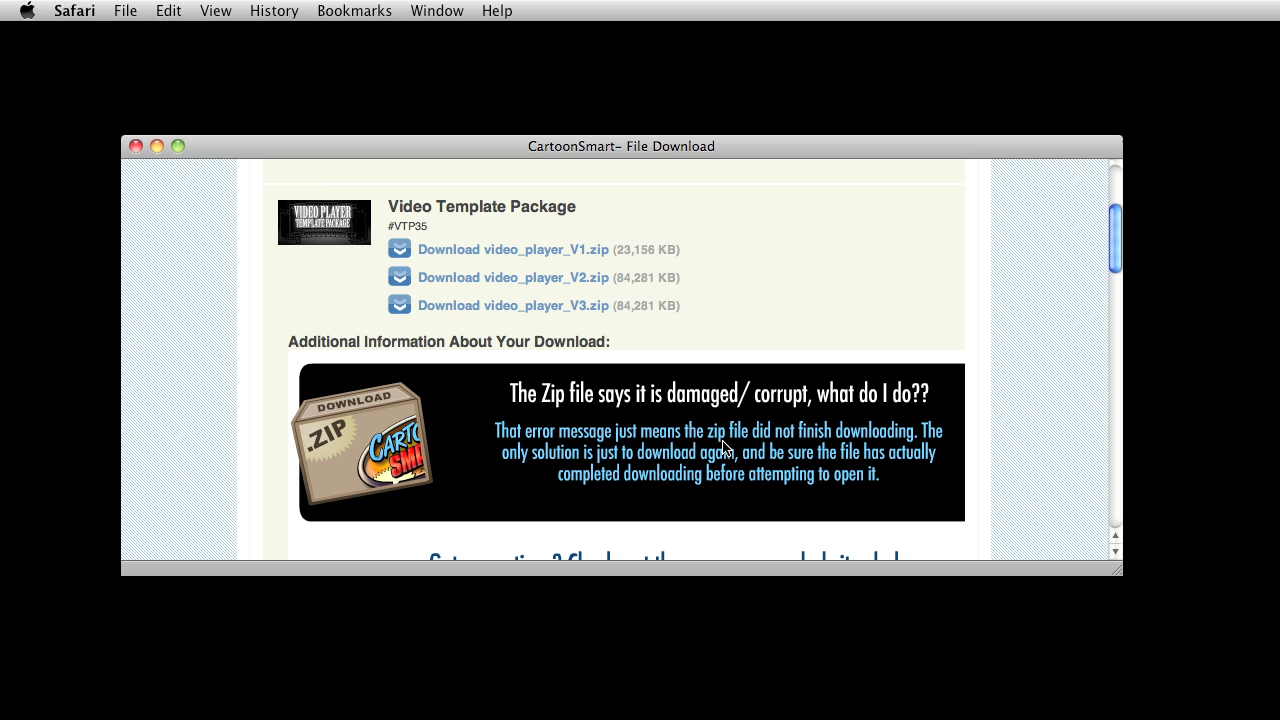 Safari File Edit View History Bookmarks Window Help
CartoonSmart– File Download
VIDEO PLAYER
TEMPLATE PACKAGE
Video Template Package
#VTP35
Download video_player_V1.zip (23,156 KB)
Download video_player_V2.zip (84,281 KB)
Download video_player_V3.zip (84,281 KB)
Additional Information About Your Download:
DOWNLOAD
.ZIP
CARTO
SM
The Zip file says it is damaged/ corrupt, what do I do??
That error message just means the zip file did not finish downloading. The
only solution is just to download again, and be sure the file has actually
completed downloading before attempting to open it.